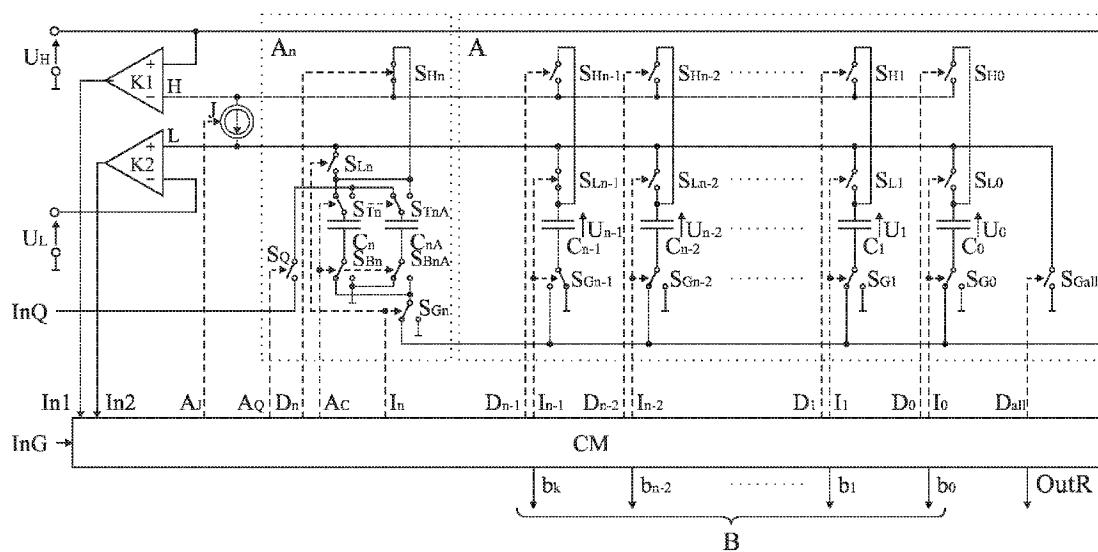 An A
UH
K1 + − H
SHn SHn-1 SHn-2 SH1 SH0
J
L
K2 + −
SLn SLn-1 SLn-2 SL1 SL0
UL
STn STnA
Cn CnA
Cn-1 Un-1 Cn-2 Un-2 C1 U1 C0 U0
SQ SBn SBnA
SGn-1 SGn-2 SG1 SG0 SGall
InQ
SGn
In1 In2 AJ AQ Dn AC In Dn-1 In-1 Dn-2 In-2 D1 I1 D0 I0 Dall
InG CM
bk bn-2 b1 b0 OutR
B